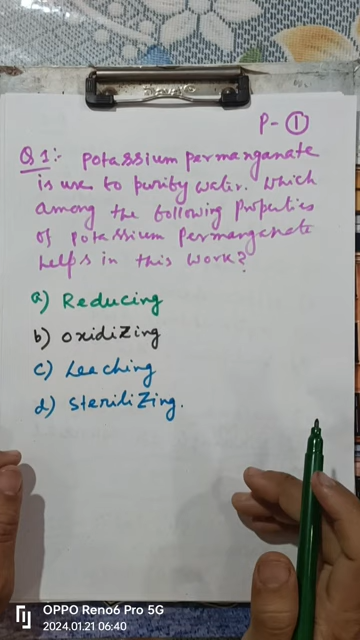 P- ①
Q 1:- Potassium permanganate
is use to purify water. Which
among the following Properties
of Potassium Permanganate
helps in this work?
a) Reducing
b) Oxidizing
c) Leaching
d) Sterilizing.
OPPO Reno6 Pro 5G
2024.01.21 06:40